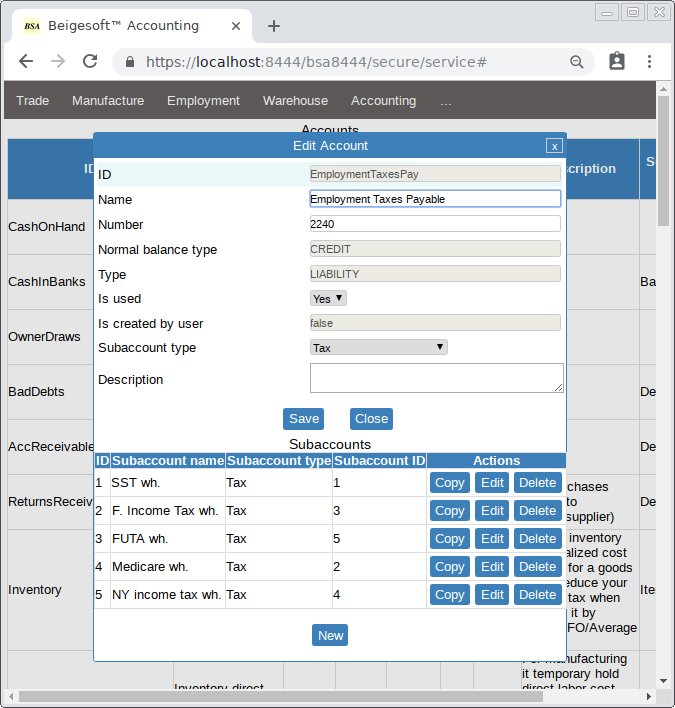 BSA Beigesoft™ Accounting
https://localhost:8444/bsa8444/secure/service#
Trade Manufacture Employment Warehouse Accounting ...
Accounts
Edit Account x
ID EmploymentTaxesPay
Name Employment Taxes Payable
Number 2240
Normal balance type CREDIT
Type LIABILITY
Is used Yes
Is created by user false
Subaccount type Tax
Description
Save Close
Subaccounts
ID Subaccount name Subaccount type Subaccount ID Actions
1 SST wh. Tax 1 Copy Edit Delete
2 F. Income Tax wh. Tax 3 Copy Edit Delete
3 FUTA wh. Tax 5 Copy Edit Delete
4 Medicare wh. Tax 2 Copy Edit Delete
5 NY income tax wh. Tax 4 Copy Edit Delete
New
ID
scription
S
CashOnHand
CashInBanks
Ba
OwnerDraws
BadDebts
De
AccReceivable
De
ReturnsReceiv
rchases
to
supplier)
De
Inventory
inventory
alized cost
for a goods
educe your
tax when
it by
FO/Average
Ite
For manufacturing
it temporary hold
direct labor cost
Inventory direct